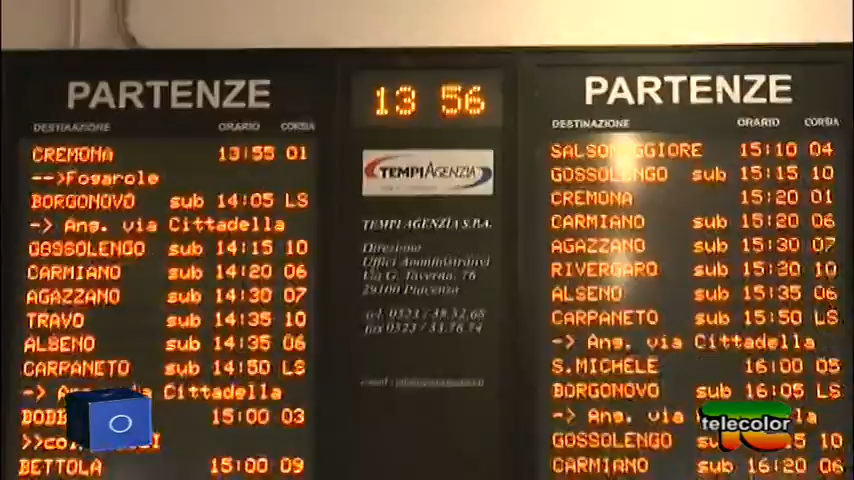 PARTENZE
DESTINAZIONE ORARIO CORSIA
CREMONA 13:55 01
-->Fogarole
BORGONOVO sub 14:05 LS
-> Ang. via Cittadella
GOSSOLENGO sub 14:15 10
CARMIANO sub 14:20 06
AGAZZANO sub 14:30 07
TRAVO sub 14:35 10
ALSENO sub 14:35 06
CARPANETO sub 14:50 LS
-> Cittadella
15:00 03
BETTOLA 15:00 09
13 56
TEMPI AGENZIA
TEMPI AGENZIA S.P.A.
Direzione
Uffici Amministrativi
Via G. Taverna, 76
29100 Piacenza
PARTENZE
DESTINAZIONE ORARIO CORSIA
SALSOMAGGIORE 15:10 04
GOSSOLENGO sub 15:15 10
CREMONA 15:20 01
CARMIANO sub 15:20 06
AGAZZANO sub 15:30 07
RIVERGARO sub 15:30 10
ALSENO sub 15:35 06
CARPANETO sub 15:50 LS
-> Ang. via Cittadella
S.MICHELE 16:00 05
BORGONOVO sub 16:05 LS
-> Ang. via
GOSSOLENGO 10
CARMIANO sub 16:20 06
telecolor